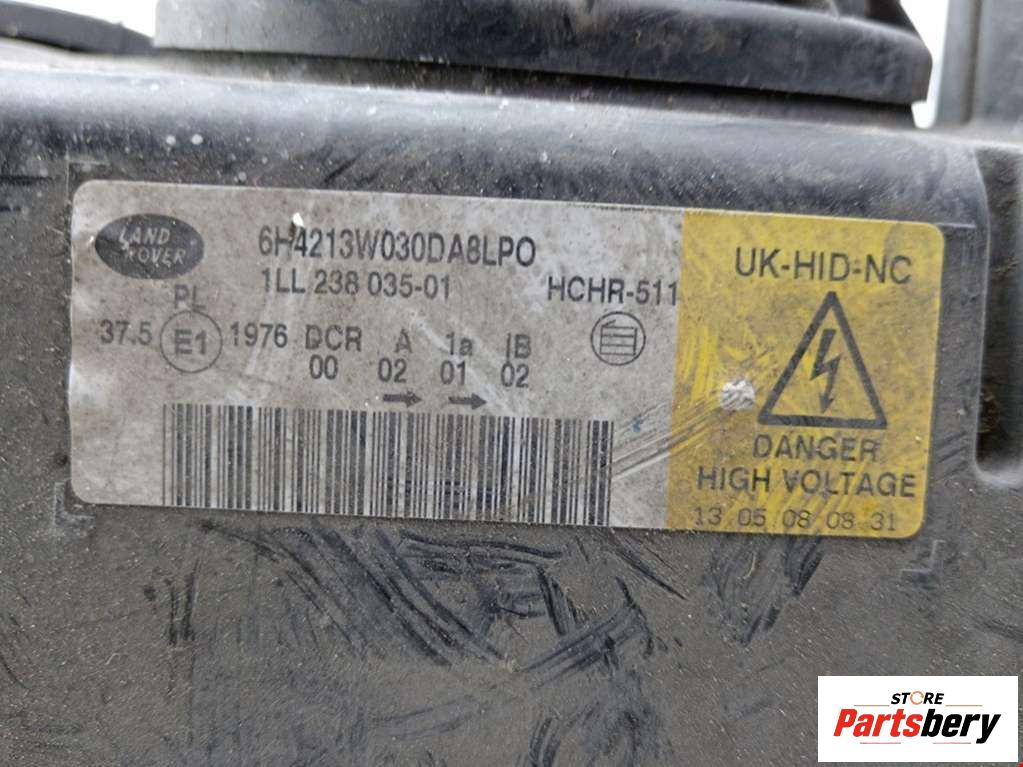 LAND
ROVER
6H4213W030DA8LPO
1LL 238 035-01
HCHR-511
PL
37.5 E1 1976 DCR A 1a IB
00 02 01 02
UK-HID-NC
DANGER
HIGH VOLTAGE
13 05 08 08 31
STORE
Partsbery